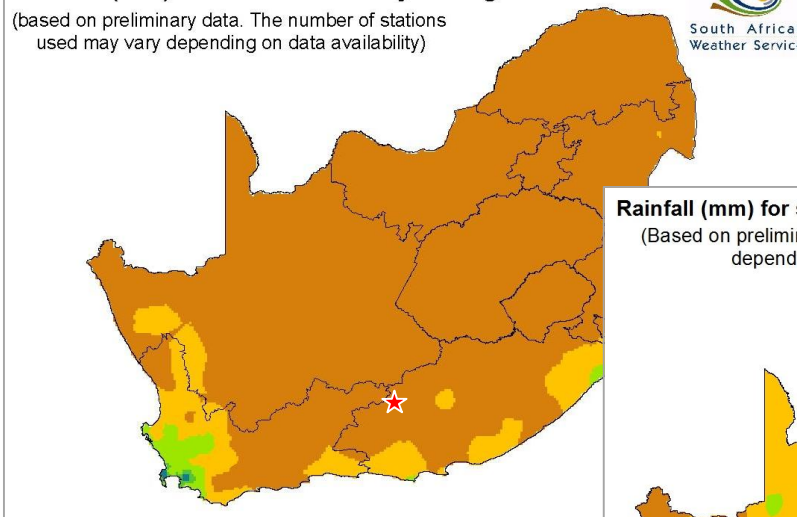 (based on preliminary data. The number of stations
used may vary depending on data availability)
South Africa
Weather Servic
Rainfall (mm) for
(Based on prelimi
depend